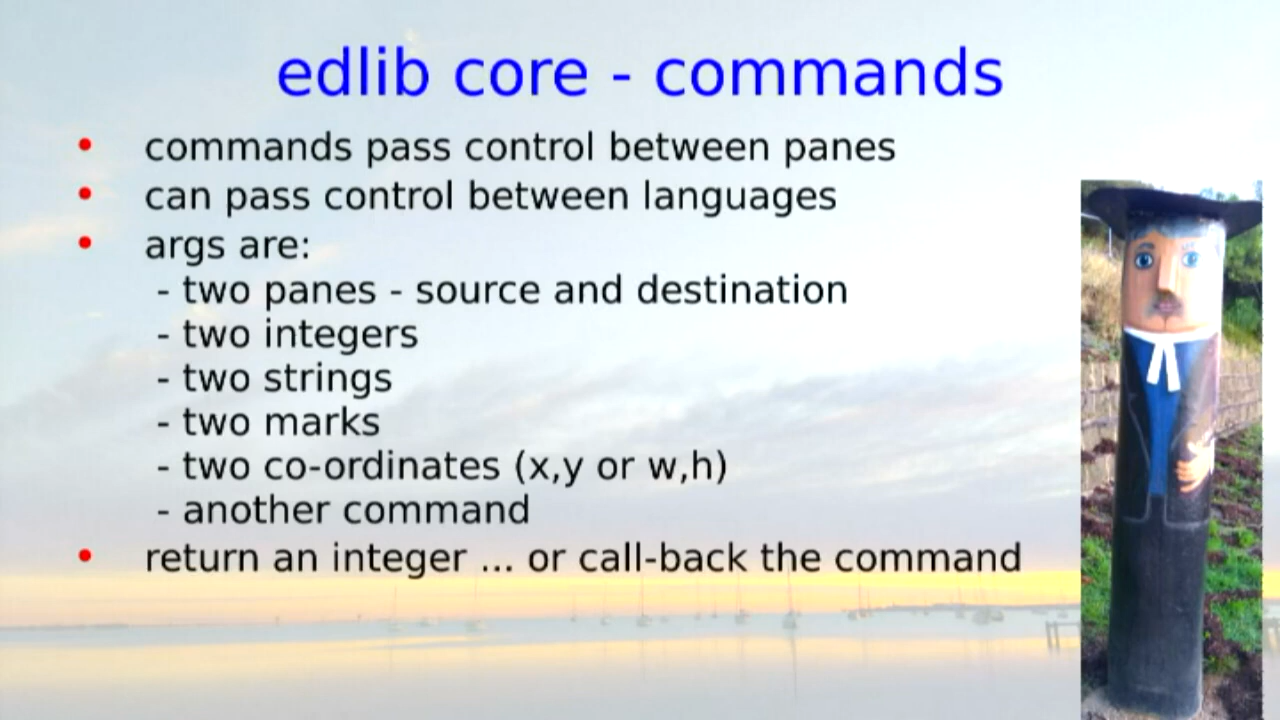 edlib core - commands
• commands pass control between panes
• can pass control between languages
• args are:
- two panes - source and destination
- two integers
- two strings
- two marks
- two co-ordinates (x,y or w,h)
- another command
• return an integer ... or call-back the command